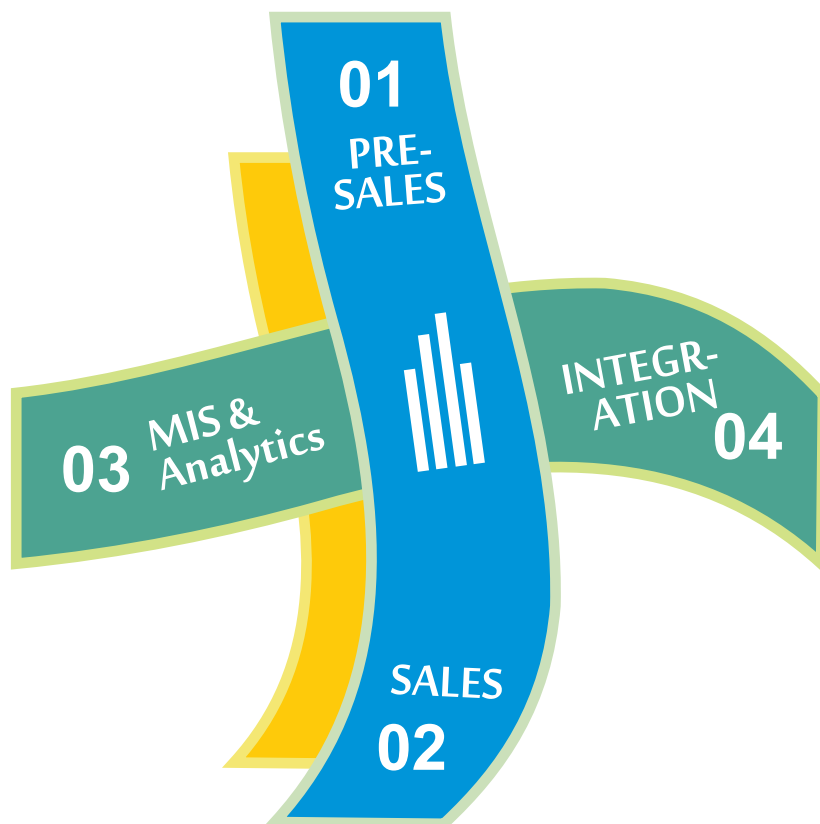 01
PRE-
SALES
03
MIS &
Analytics
INTEGR-
ATION
04
SALES
02